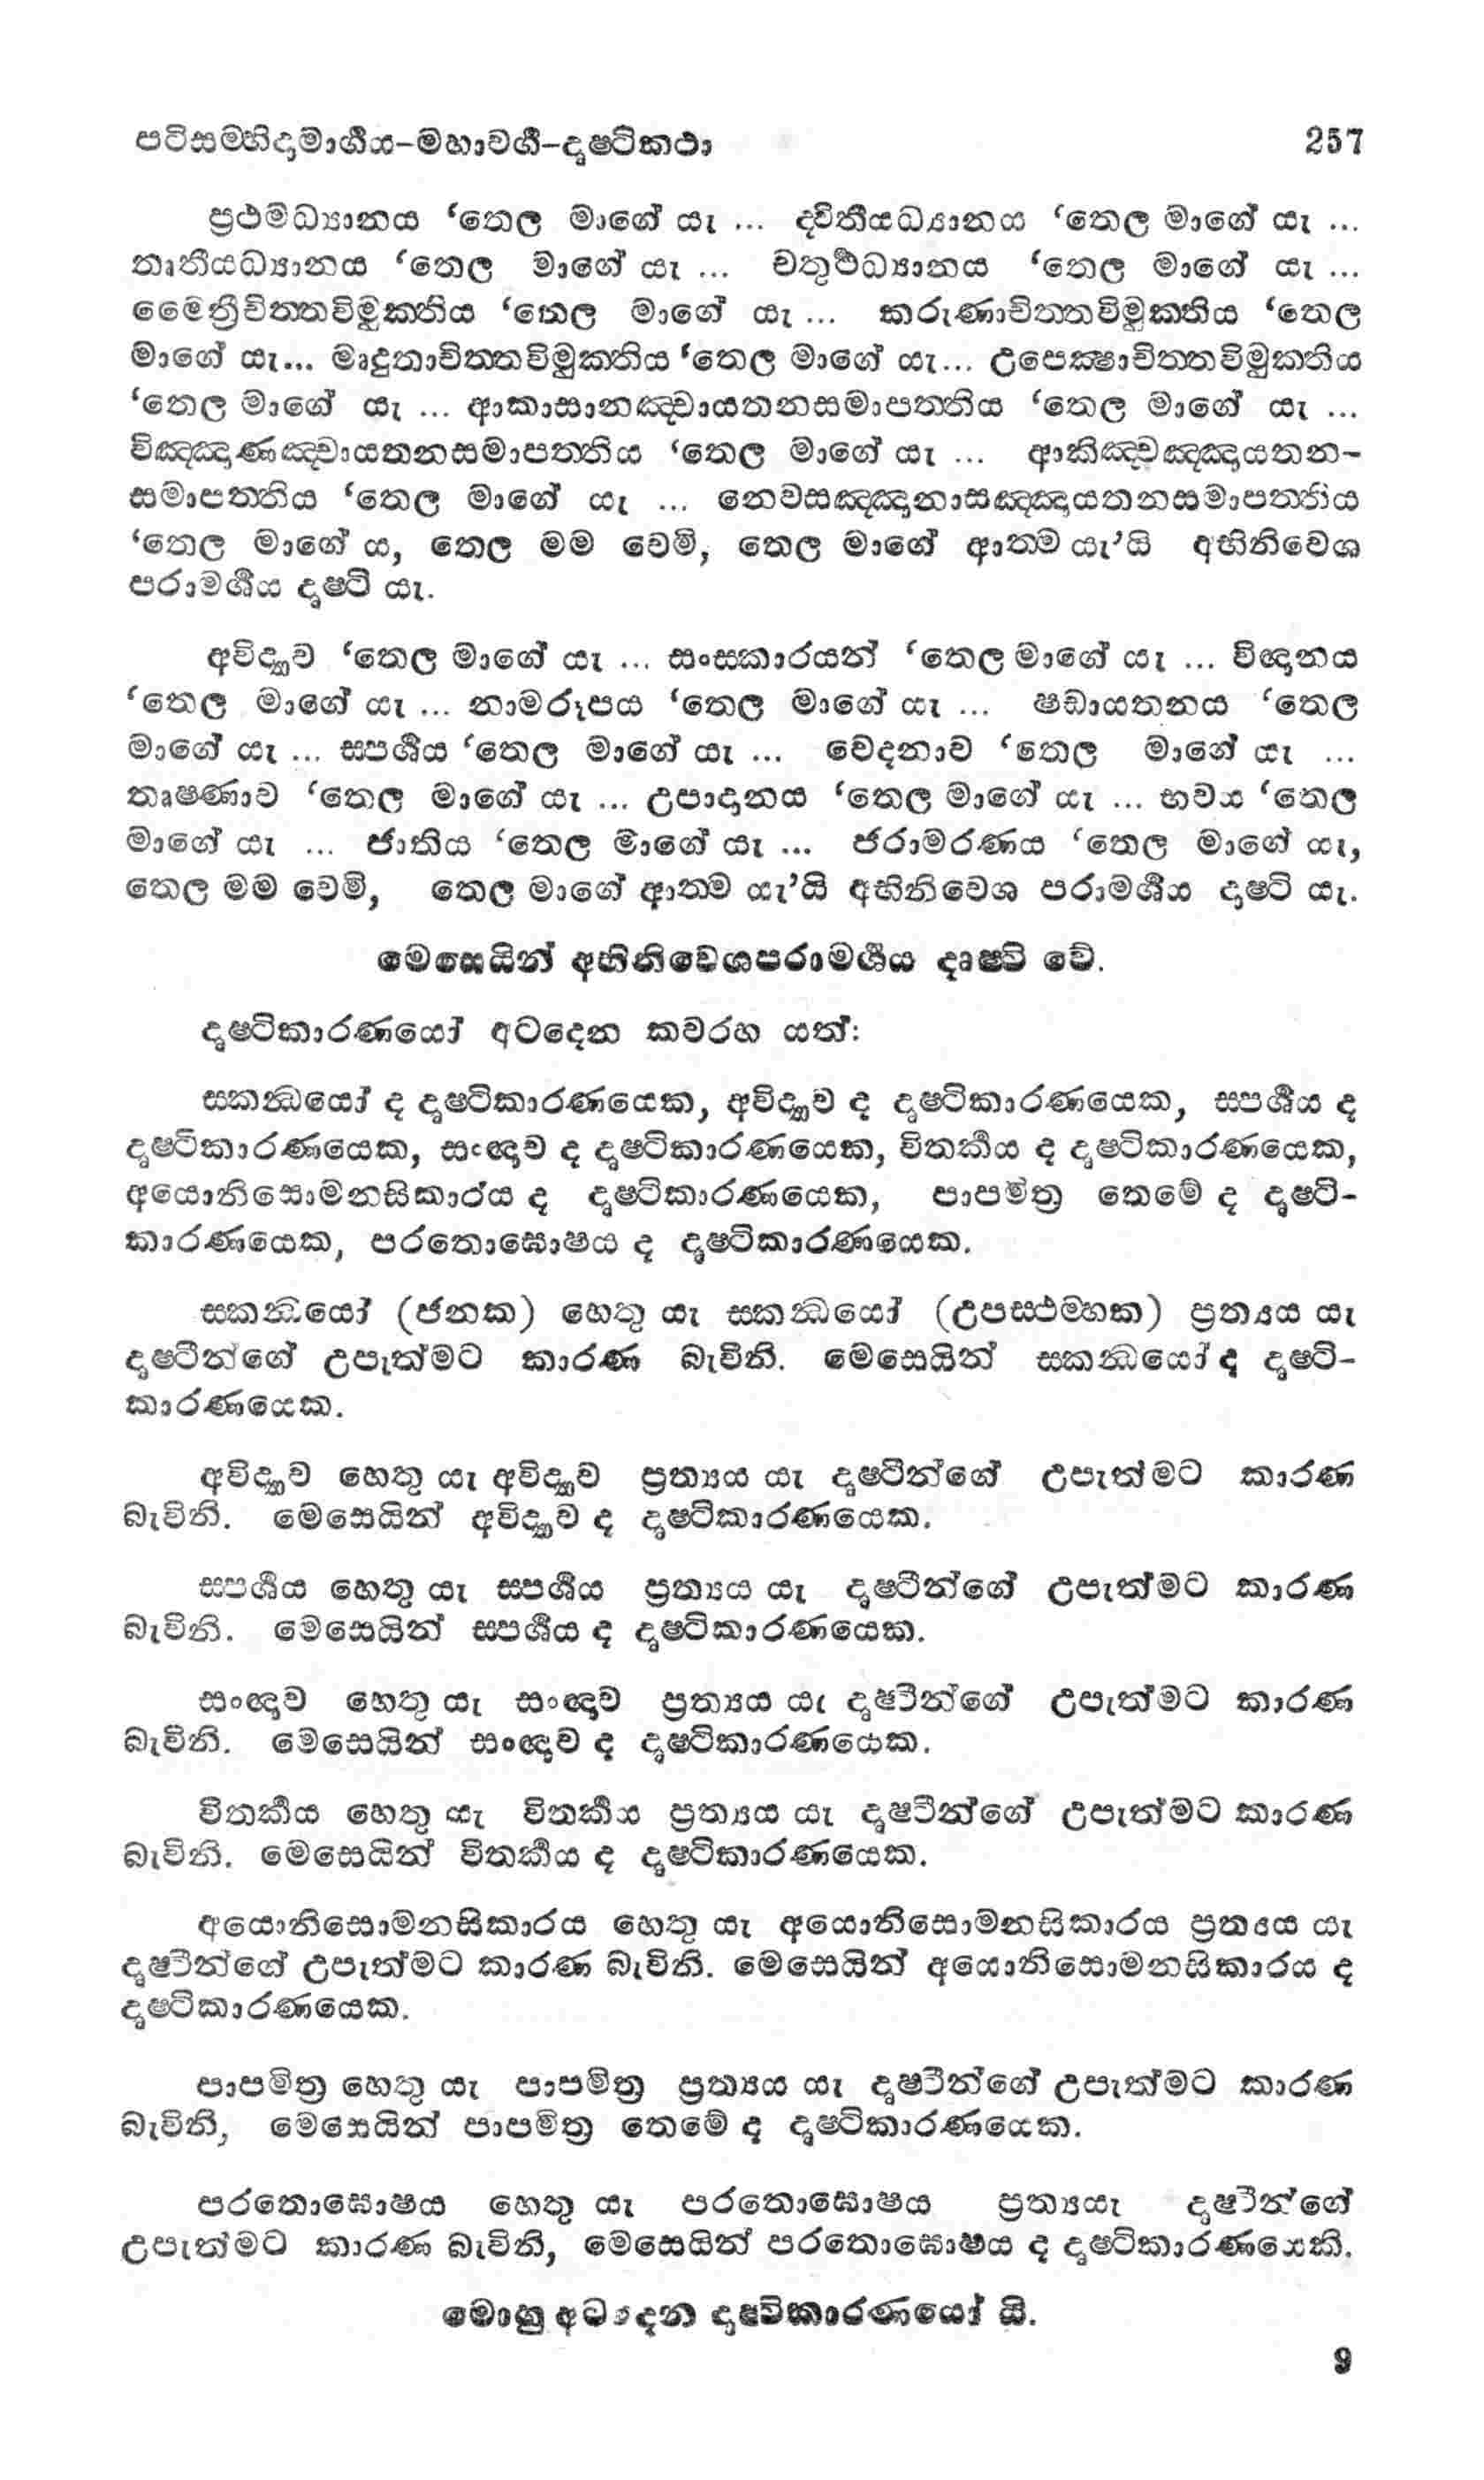 පටිසම්භිදාමාර්ගය-මහාවර්ග-දෘෂ්ටිකථා 257
ප්‍රථමධ්‍යානය ‘තෙල මාගේ යැ ... ද්විතීයධ්‍යානය ‘තෙල මාගේ යැ ...
තෘතීයධ්‍යානය ‘තෙල මාගේ යැ ... චතුර්ථධ්‍යානය ‘තෙල මාගේ යැ ...
මෛත්‍රීචිත්තවිමුක්තිය ‘තෙල මාගේ යැ ... කරුණාචිත්තවිමුක්තිය ‘තෙල
මාගේ යැ... මෘදුතාචිත්තවිමුක්තිය ‘තෙල මාගේ යැ... උපෙක්‍ෂාචිත්තවිමුක්තිය
‘තෙල මාගේ යැ ... ආකාසානඤ්චායතනසමාපත්තිය ‘තෙල මාගේ යැ ...
විඤ්ඤාණඤ්චායතනසමාපත්තිය ‘තෙල මාගේ යැ ... ආකිඤ්චඤ්ඤායතන-
සමාපත්තිය ‘තෙල මාගේ යැ ... නෙවසඤ්ඤානාසඤ්ඤායතනසමාපත්තිය
‘තෙල මාගේ ය, තෙල මම වෙමි, තෙල මාගේ ආත්ම යැ’යි අභිනිවෙශ
පරාමර්ශය දෘෂ්ටි යැ.
අවිද්‍යාව ‘තෙල මාගේ යැ ... සංස්කාරයන් ‘තෙල මාගේ යැ ... විඥානය
‘තෙල මාගේ යැ ... නාමරූපය ‘තෙල මාගේ යැ ... ෂඩායතනය ‘තෙල
මාගේ යැ ... ස්පර්ශය ‘තෙල මාගේ යැ ... වෙදනාව ‘තෙල මාගේ යැ ...
තෘෂ්ණාව ‘තෙල මාගේ යැ ... උපාදානය ‘තෙල මාගේ යැ ... භවය ‘තෙල
මාගේ යැ ... ජාතිය ‘තෙල මාගේ යැ ... ජරාමරණය ‘තෙල මාගේ යැ,
තෙල මම වෙමි, තෙල මාගේ ආත්ම යැ’යි අභිනිවෙශ පරාමර්ශය දෘෂ්ටි යැ.
මෙසෙයින් අභිනිවෙශපරාමර්ශය දෘෂ්ටි වේ.
දෘෂ්ටිකාරණයෝ අටදෙන කවරහ යත්:
ස්කන්‍ධයෝ ද දෘෂ්ටිකාරණයෙක, අවිද්‍යාව ද දෘෂ්ටිකාරණයෙක, ස්පර්ශය ද
දෘෂ්ටිකාරණයෙක, සංඥාව ද දෘෂ්ටිකාරණයෙක, විතර්කය ද දෘෂ්ටිකාරණයෙක,
අයොනිසොමනසිකාරය ද දෘෂ්ටිකාරණයෙක, පාපමිත්‍ර තෙමේ ද දෘෂ්ටි-
කාරණයෙක, පරතොඝොෂය ද දෘෂ්ටිකාරණයෙක.
ස්කන්‍ධයෝ (ජනක) හෙතු යැ ස්කන්‍ධයෝ (උපස්ථම්භක) ප්‍රත්‍යය යැ
දෘෂ්ටීන්ගේ උපැත්මට කාරණ බැවිනි. මෙසෙයින් ස්කන්‍ධයෝ ද දෘෂ්ටි-
කාරණයෙක.
අවිද්‍යාව හෙතු යැ අවිද්‍යාව ප්‍රත්‍යය යැ දෘෂ්ටීන්ගේ උපැත්මට කාරණ
බැවිනි. මෙසෙයින් අවිද්‍යාව ද දෘෂ්ටිකාරණයෙක.
ස්පර්ශය හෙතු යැ ස්පර්ශය ප්‍රත්‍යය යැ දෘෂ්ටීන්ගේ උපැත්මට කාරණ
බැවිනි. මෙසෙයින් ස්පර්ශය ද දෘෂ්ටිකාරණයෙක.
සංඥාව හෙතු යැ සංඥාව ප්‍රත්‍යය යැ දෘෂ්ටීන්ගේ උපැත්මට කාරණ
බැවිනි. මෙසෙයින් සංඥාව ද දෘෂ්ටිකාරණයෙක.
විතර්කය හෙතු යැ විතර්කය ප්‍රත්‍යය යැ දෘෂ්ටීන්ගේ උපැත්මට කාරණ
බැවිනි. මෙසෙයින් විතර්කය ද දෘෂ්ටිකාරණයෙක.
අයොනිසොමනසිකාරය හෙතු යැ අයොනිසොමනසිකාරය ප්‍රත්‍යය යැ
දෘෂ්ටීන්ගේ උපැත්මට කාරණ බැවිනි. මෙසෙයින් අයොනිසොමනසිකාරය ද
දෘෂ්ටිකාරණයෙක.
පාපමිත්‍ර හෙතු යැ පාපමිත්‍ර ප්‍රත්‍යය යැ දෘෂ්ටීන්ගේ උපැත්මට කාරණ
බැවිනි, මෙසෙයින් පාපමිත්‍ර තෙමේ ද දෘෂ්ටිකාරණයෙක.
පරතොඝොෂය හෙතු යැ පරතොඝොෂය ප්‍රත්‍යයැ දෘෂ්ටීන්ගේ
උපැත්මට කාරණ බැවිනි, මෙසෙයින් පරතොඝොෂය ද දෘෂ්ටිකාරණයෙකි.
මොහු අටදෙන දෘෂ්ටිකාරණයෝ යි.
9